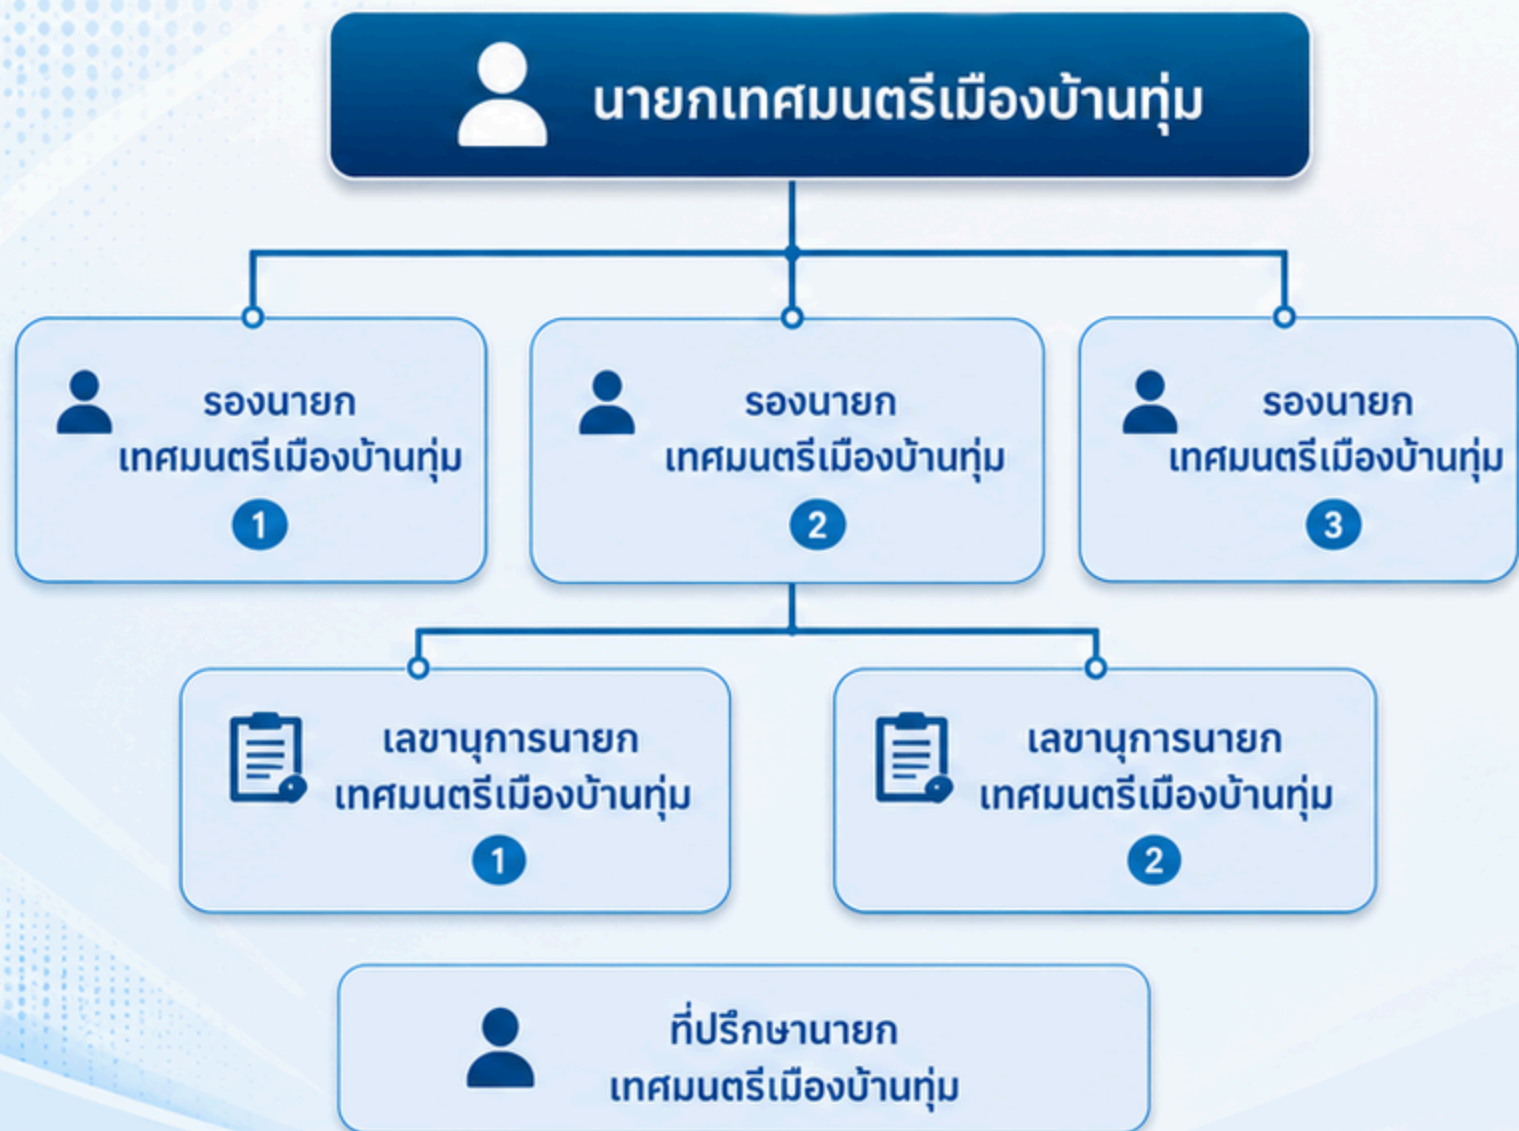 นายกเทศมนตรีเมืองบ้านทุ่ม
รองนายก
เทศมนตรีเมืองบ้านทุ่ม
1
รองนายก
เทศมนตรีเมืองบ้านทุ่ม
2
รองนายก
เทศมนตรีเมืองบ้านทุ่ม
3
เลขานุการนายก
เทศมนตรีเมืองบ้านทุ่ม
1
เลขานุการนายก
เทศมนตรีเมืองบ้านทุ่ม
2
ที่ปรึกษานายก
เทศมนตรีเมืองบ้านทุ่ม